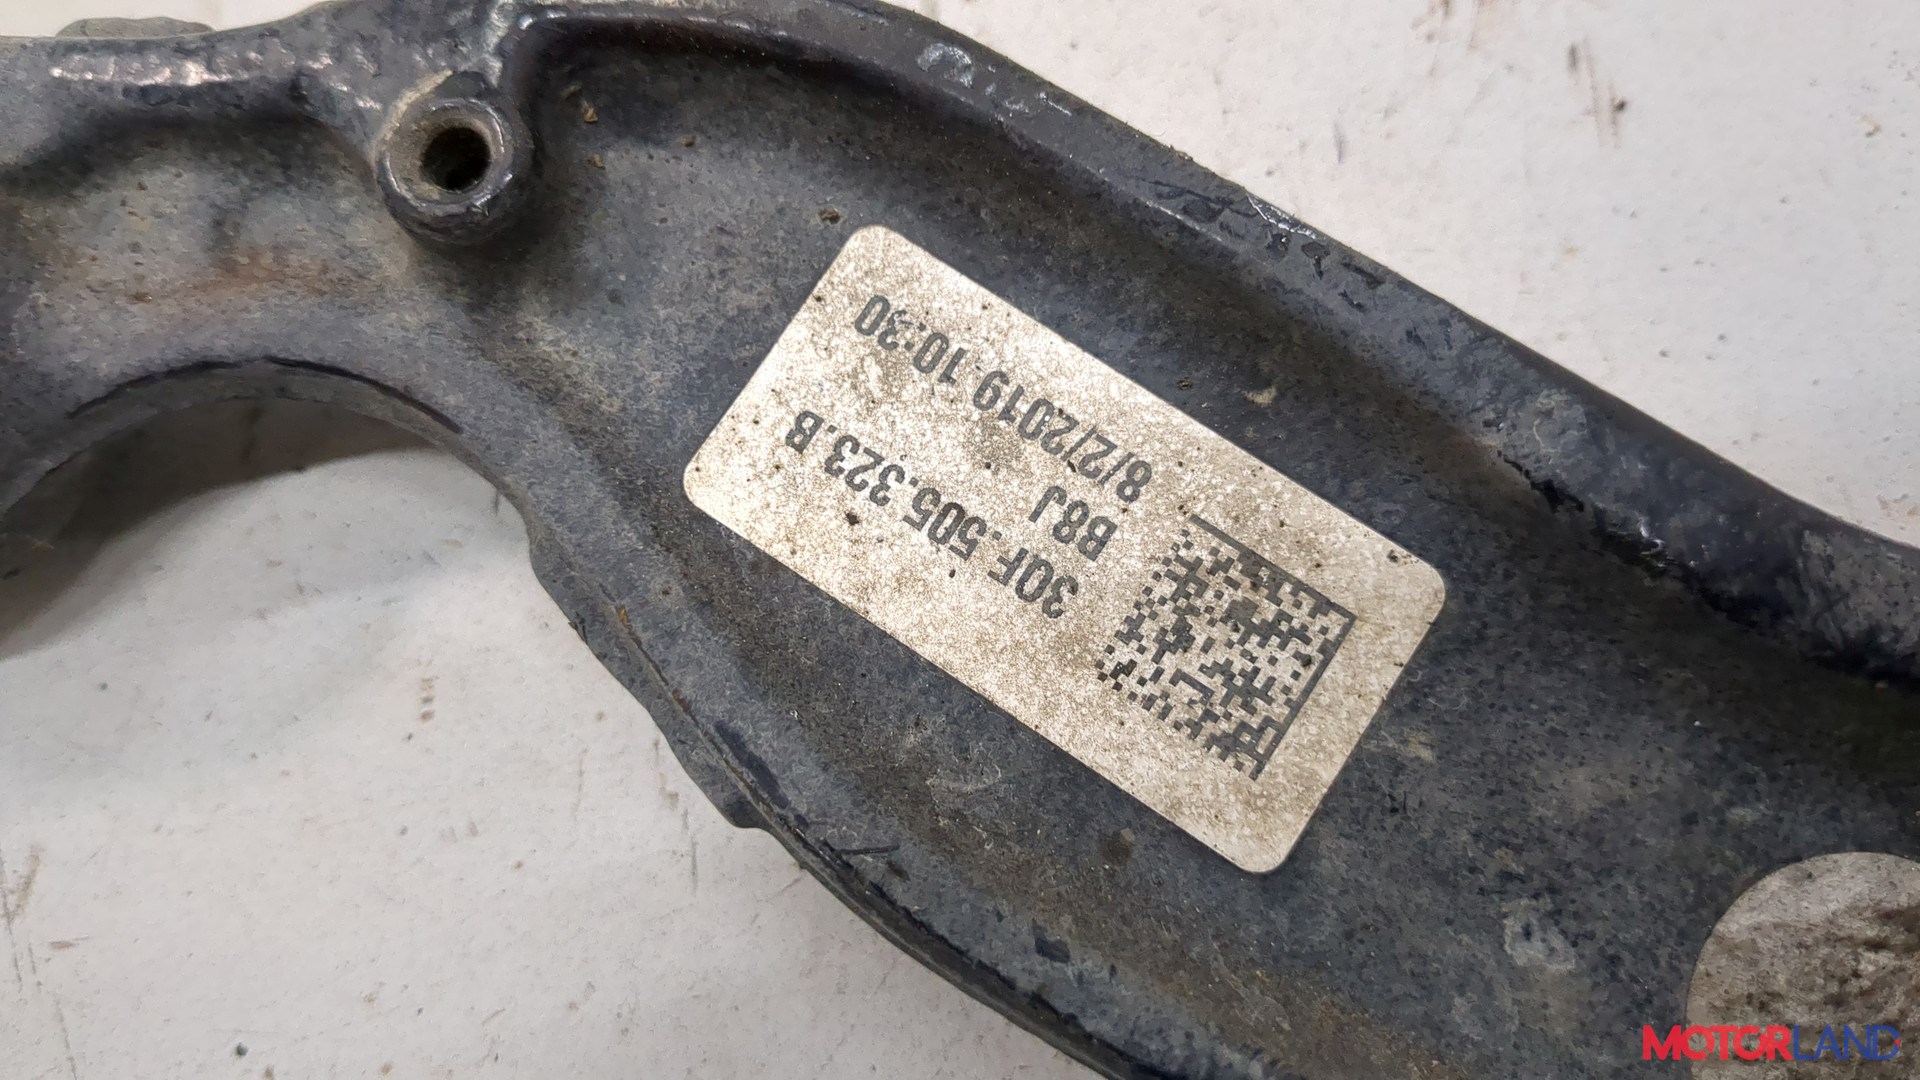 3QF.505.323.B
B8J
8/2/2019 10:30
MOTORLAND